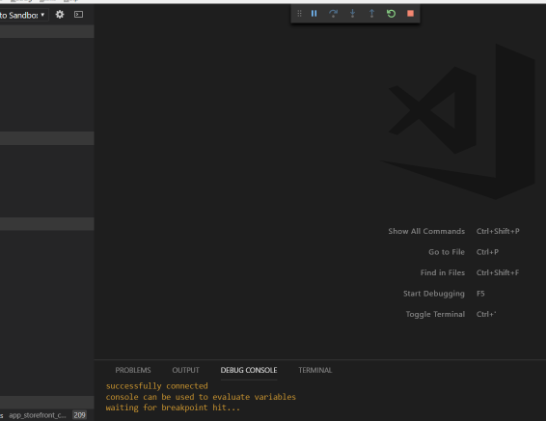 to Sandbox
Show All Commands Ctrl+Shift+P
Go to File Ctrl+P
Find in Files Ctrl+Shift+F
Start Debugging F5
Toggle Terminal Ctrl+`
PROBLEMS OUTPUT DEBUG CONSOLE TERMINAL
successfully connected
console can be used to evaluate variables
waiting for breakpoint hit...
app_storefront_c... 209